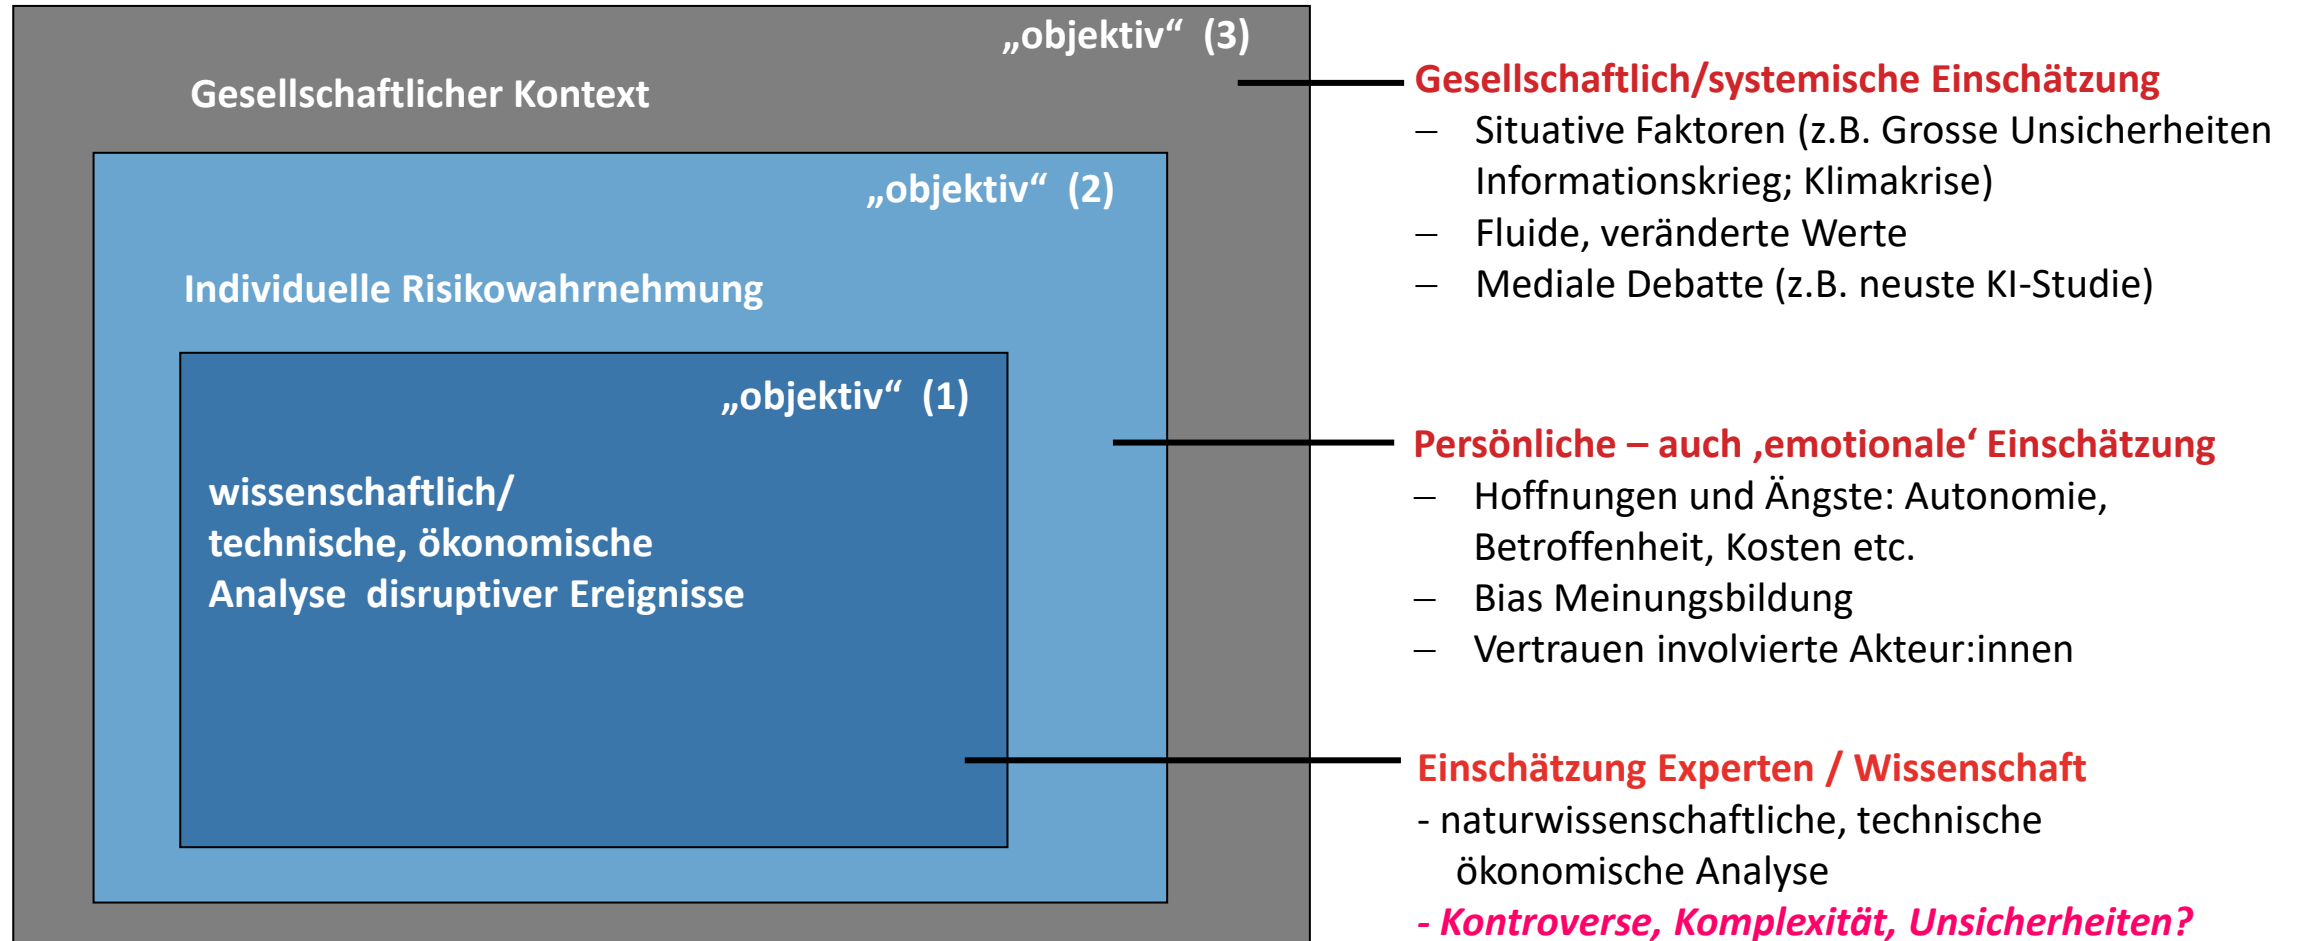 „objektiv“ (3)
Gesellschaftlicher Kontext
„objektiv“ (2)
Individuelle Risikowahrnehmung
„objektiv“ (1)
wissenschaftlich/
technische, ökonomische
Analyse disruptiver Ereignisse
Gesellschaftlich/systemische Einschätzung
– Situative Faktoren (z.B. Grosse Unsicherheiten
Informationskrieg; Klimakrise)
– Fluide, veränderte Werte
– Mediale Debatte (z.B. neuste KI-Studie)
Persönliche – auch ‚emotionale‘ Einschätzung
– Hoffnungen und Ängste: Autonomie,
Betroffenheit, Kosten etc.
– Bias Meinungsbildung
– Vertrauen involvierte Akteur:innen
Einschätzung Experten / Wissenschaft
- naturwissenschaftliche, technische
ökonomische Analyse
- Kontroverse, Komplexität, Unsicherheiten?